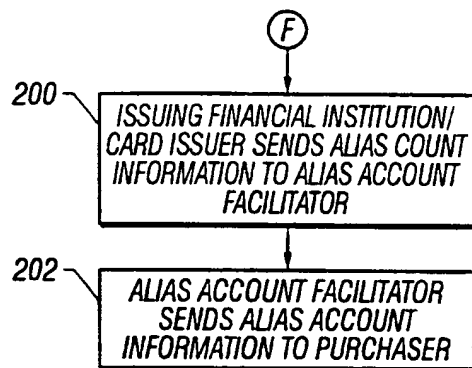 F
200
ISSUING FINANCIAL INSTITUTION/
CARD ISSUER SENDS ALIAS COUNT
INFORMATION TO ALIAS ACCOUNT
FACILITATOR
202
ALIAS ACCOUNT FACILITATOR
SENDS ALIAS ACCOUNT
INFORMATION TO PURCHASER